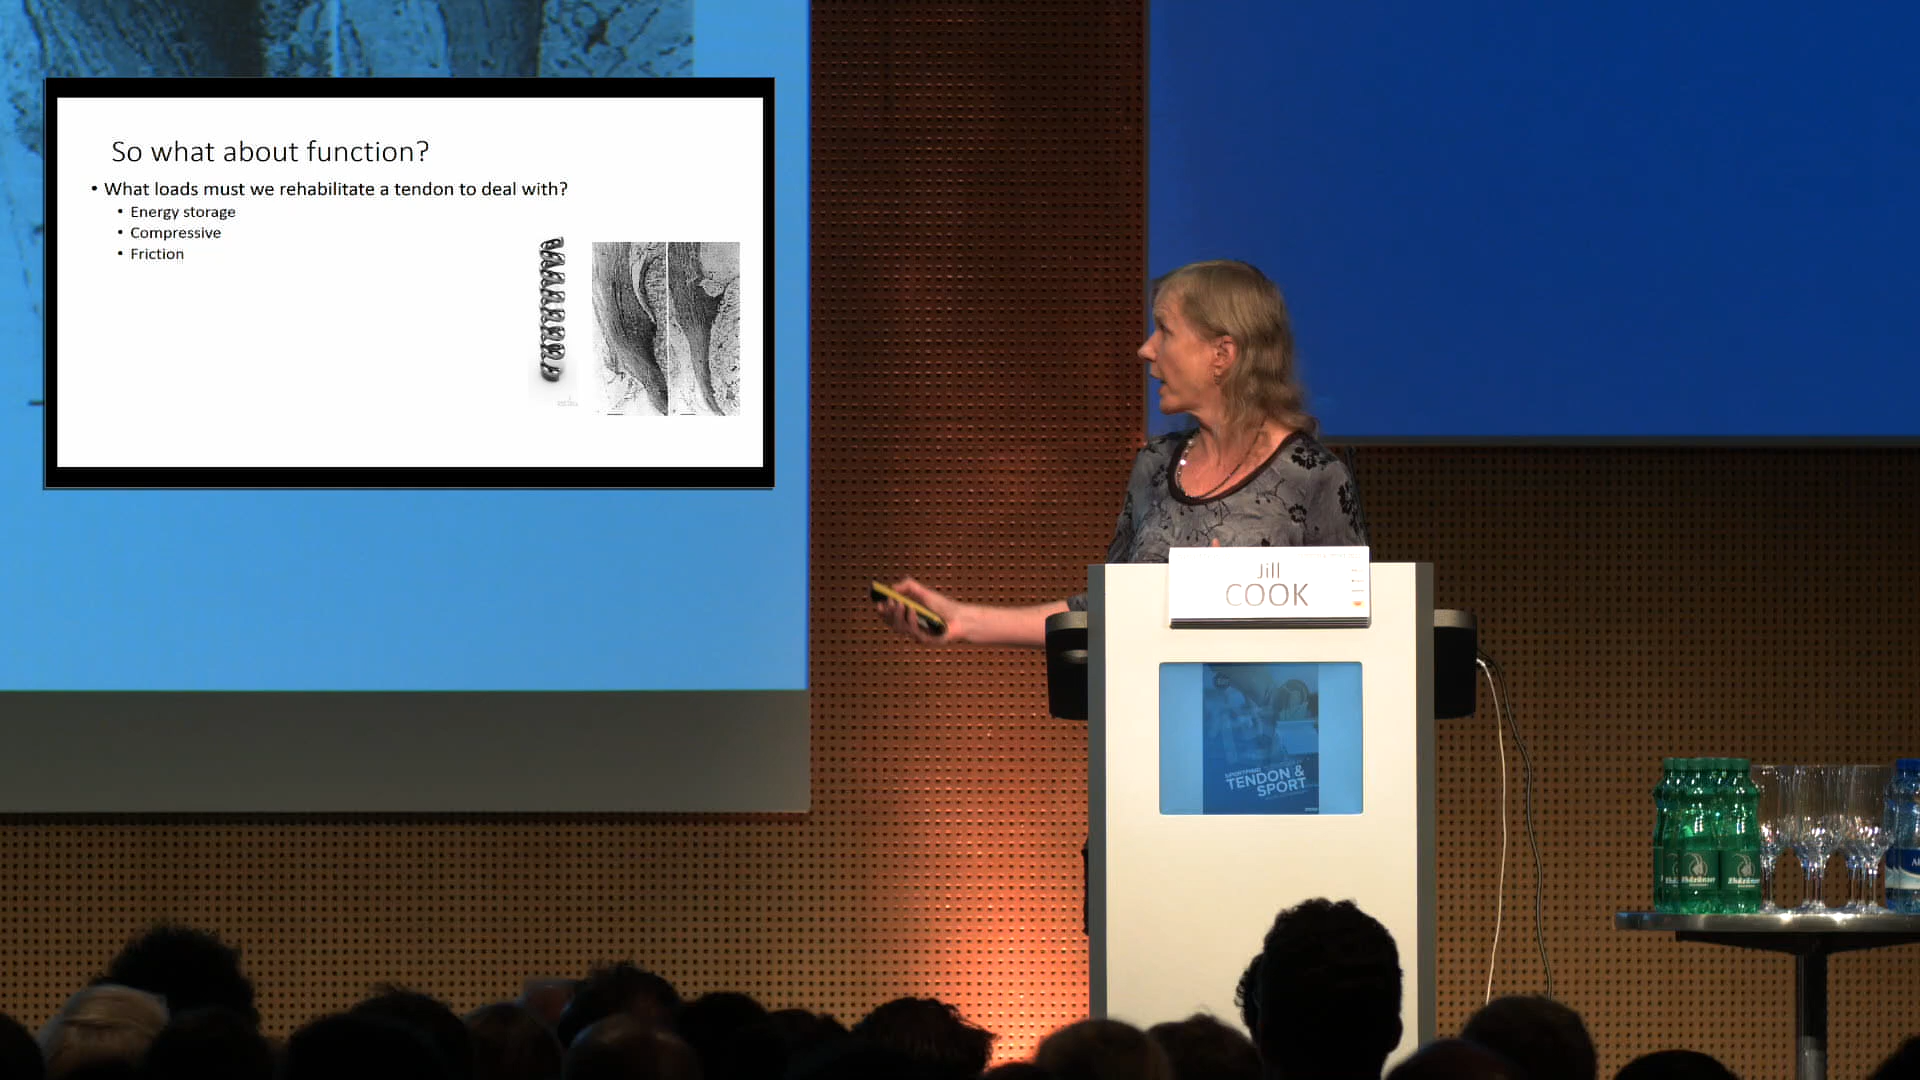 So what about function?
• What loads must we rehabilitate a tendon to deal with?
• Energy storage
• Compressive
• Friction
Jill
COOK
TENDON &
SPORT